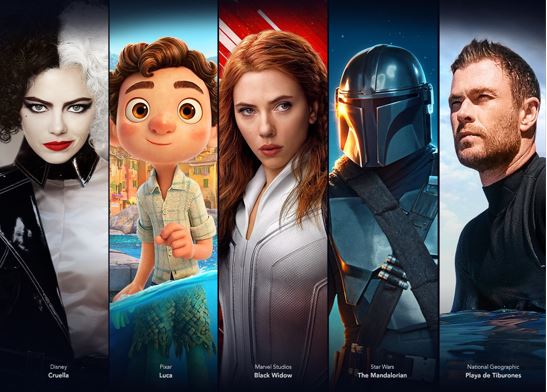 Disney
Cruella
Pixar
Luca
Marvel Studios
Black Widow
Star Wars
The Mandalorian
National Geographic
Playa de Tiburones